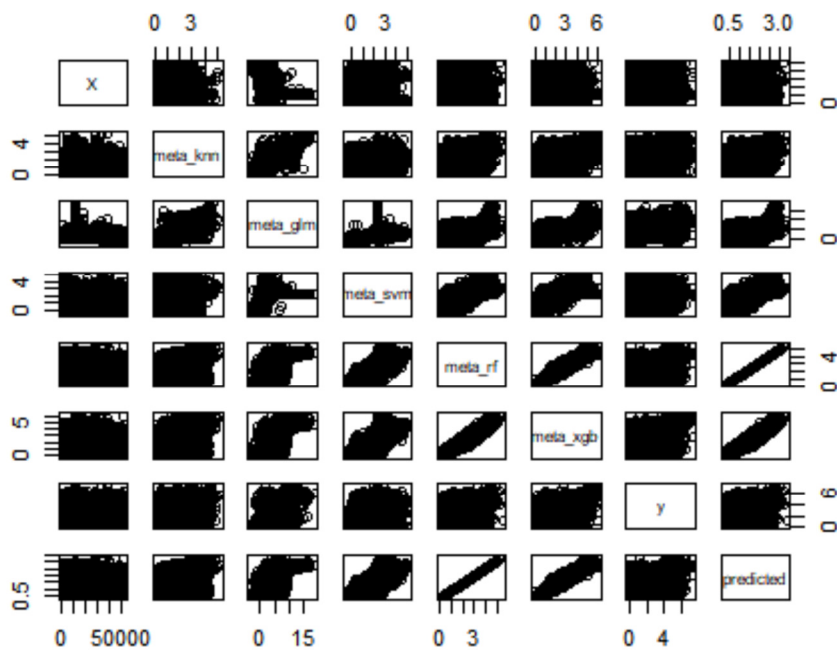 0 3 0 3 0 3 6 0.5 3.0
X 0
0 4 meta_knn
meta_glm 0
0 4 meta_svm
meta_rf 0 4
0 5 meta_xgb
y 0 6
0.5 predicted
0 50000 0 15 0 3 0 4